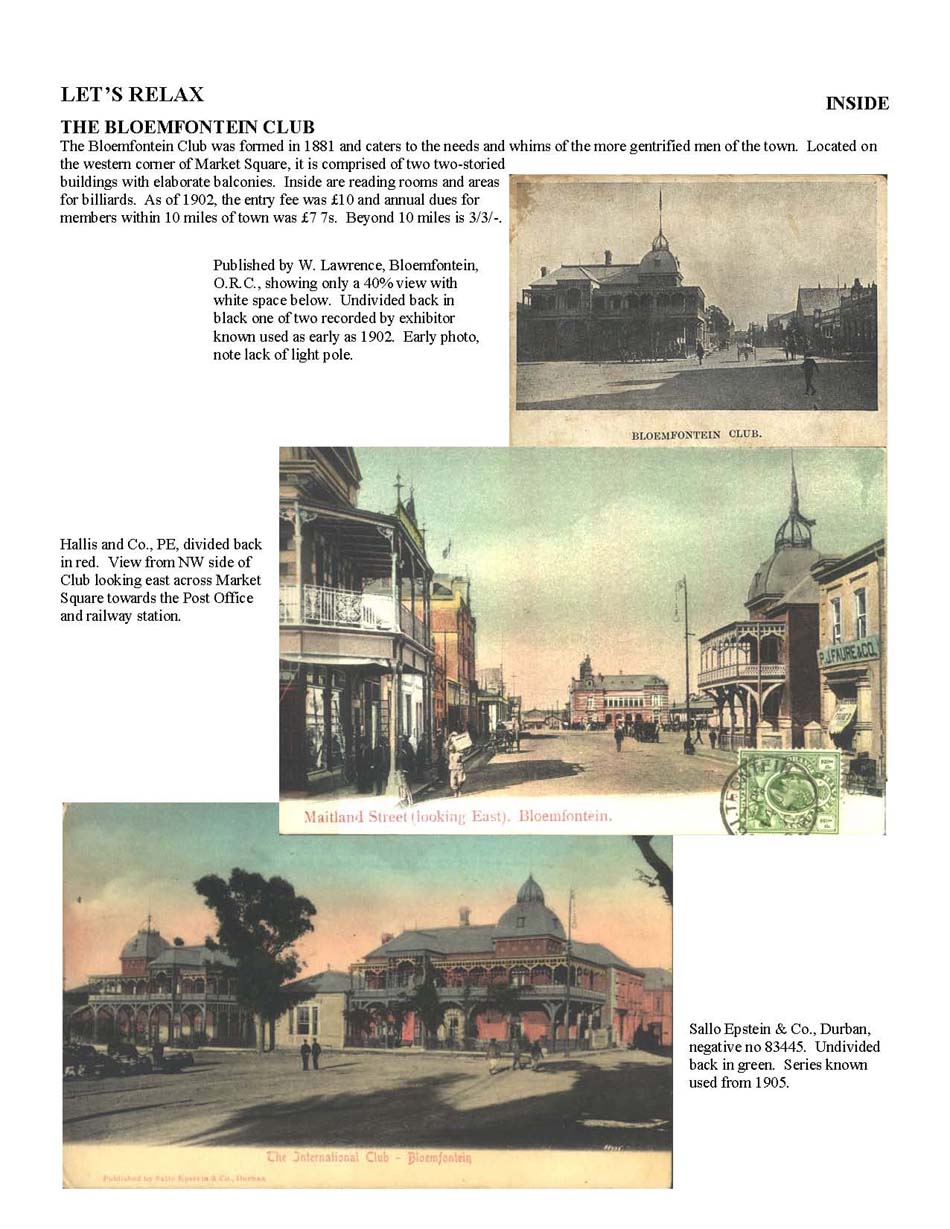 LET'S RELAX
INSIDE
THE BLOEMFONTEIN CLUB
The Bloemfontein Club was formed in 1881 and caters to the needs and whims of the more gentrified men of the town. Located on
the western corner of Market Square, it is comprised of two two-storied
buildings with elaborate balconies. Inside are reading rooms and areas
for billiards. As of 1902, the entry fee was £10 and annual dues for
members within 10 miles of town was £7 7s. Beyond 10 miles is 3/3/-.
Published by W. Lawrence, Bloemfontein,
O.R.C., showing only a 40% view with
white space below. Undivided back in
black one of two recorded by exhibitor
known used as early as 1902. Early photo,
note lack of light pole.
BLOEMFONTEIN CLUB.
Hallis and Co., PE, divided back
in red. View from NW side of
Club looking east across Market
Square towards the Post Office
and railway station.
P.J. FAURE & CO.
Maitland Street (looking East). Bloemfontein.
Sallo Epstein & Co., Durban,
negative no 83445. Undivided
back in green. Series known
used from 1905.
The International Club - Bloemfontein
Published by Sallo Epstein & Co., Durban